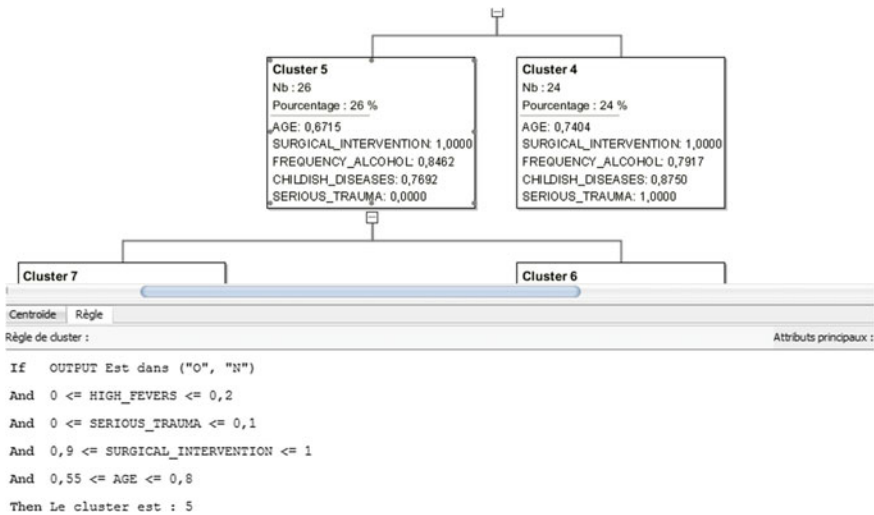 Cluster 5
Nb : 26
Pourcentage : 26 %
AGE: 0,6715
SURGICAL_INTERVENTION: 1,0000
FREQUENCY_ALCOHOL: 0,8462
CHILDISH_DISEASES: 0,7692
SERIOUS_TRAUMA: 0,0000
Cluster 4
Nb : 24
Pourcentage : 24 %
AGE: 0,7404
SURGICAL_INTERVENTION: 1,0000
FREQUENCY_ALCOHOL: 0,7917
CHILDISH_DISEASES: 0,8750
SERIOUS_TRAUMA: 1,0000
Cluster 7
Cluster 6
Centroïde Règle
Règle de cluster : Attributs principaux :
If OUTPUT Est dans ("O", "N")
And 0 <= HIGH_FEVERS <= 0,2
And 0 <= SERIOUS_TRAUMA <= 0,1
And 0,9 <= SURGICAL_INTERVENTION <= 1
And 0,55 <= AGE <= 0,8
Then Le cluster est : 5